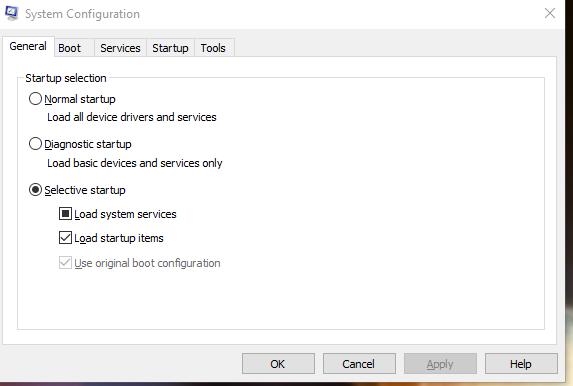 System Configuration
General Boot Services Startup Tools
Startup selection
Normal startup
Load all device drivers and services
Diagnostic startup
Load basic devices and services only
Selective startup
Load system services
Load startup items
Use original boot configuration
OK Cancel Apply Help